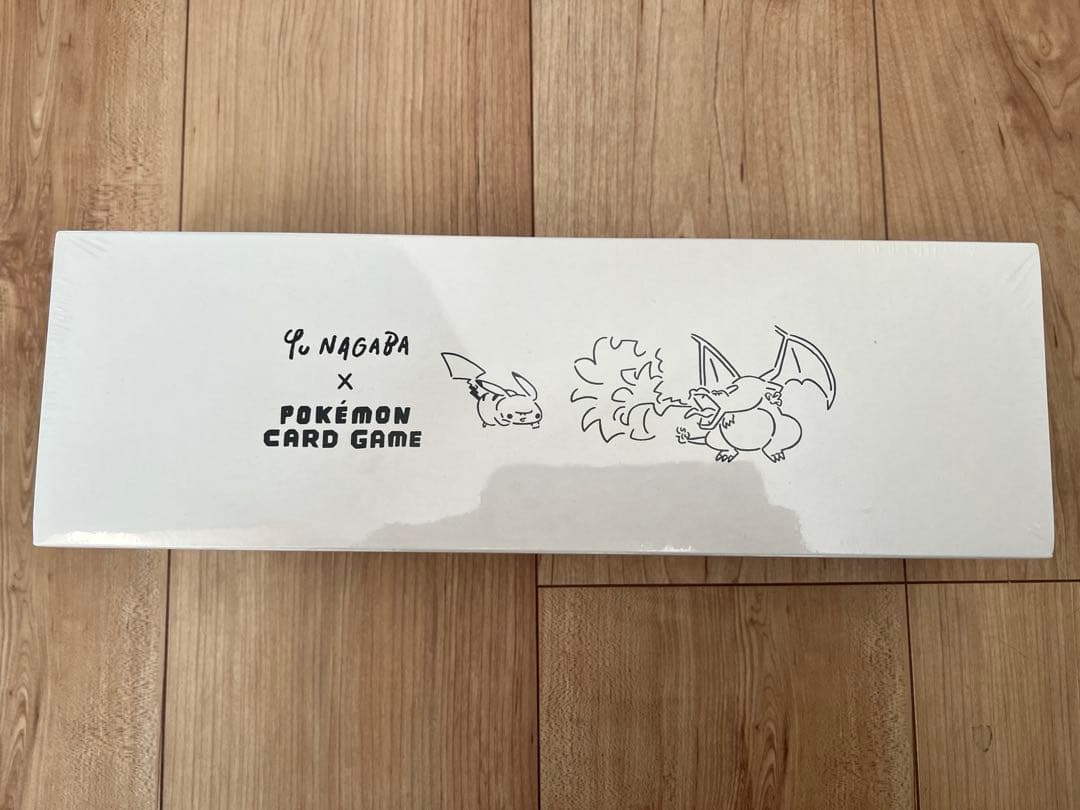 Yu NAGABA
×
POKÉMON
CARD GAME